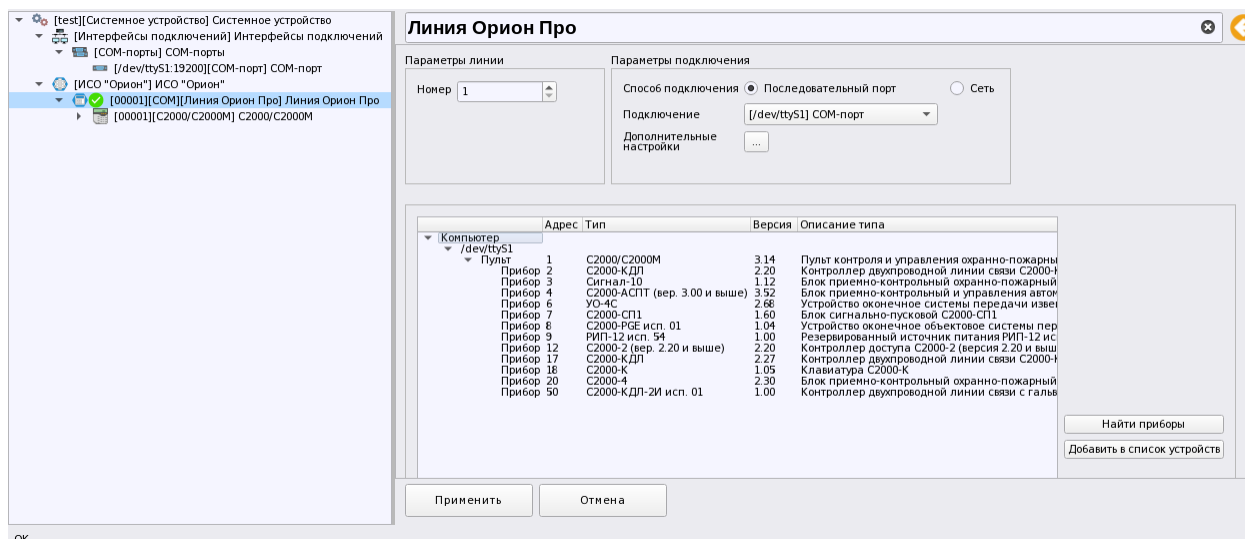 [test][Системное устройство] Системное устройство
[Интерфейсы подключений] Интерфейсы подключений
[COM-порты] COM-порты
[/dev/ttyS1:19200][COM-порт] COM-порт
[ИСО "Орион"] ИСО "Орион"
[00001][COM][Линия Орион Про] Линия Орион Про
[00001][С2000/С2000М] С2000/С2000М
Линия Орион Про
Параметры линии
Номер 1
Параметры подключения
Способ подключения Последовательный порт Сеть
Подключение [/dev/ttyS1] COM-порт
Дополнительные
настройки ...
Адрес Тип Версия Описание типа
Компьютер
/dev/ttyS1
Пульт 1 С2000/С2000М 3.14 Пульт контроля и управления охранно-пожарны
Прибор 2 С2000-КДЛ 2.20 Контроллер двухпроводной линии связи С2000-К
Прибор 3 Сигнал-10 1.12 Блок приемно-контрольный охранно-пожарный
Прибор 4 С2000-АСПТ (вер. 3.00 и выше) 3.52 Блок приемно-контрольный и управления автом
Прибор 6 УО-4С 2.68 Устройство оконечное системы передачи изве
Прибор 7 С2000-СП1 1.60 Блок сигнально-пусковой С2000-СП1
Прибор 8 С2000-PGE исп. 01 1.04 Устройство оконечное объектовое системы пер
Прибор 9 РИП-12 исп. 54 1.00 Резервированный источник питания РИП-12 ис
Прибор 12 С2000-2 (вер. 2.20 и выше) 2.20 Контроллер доступа С2000-2 (версия 2.20 и выш
Прибор 17 С2000-КДЛ 2.27 Контроллер двухпроводной линии связи С2000-К
Прибор 18 С2000-К 1.05 Клавиатура С2000-К
Прибор 20 С2000-4 2.30 Блок приемно-контрольный охранно-пожарный
Прибор 50 С2000-КДЛ-2И исп. 01 1.00 Контроллер двухпроводной линии связи с галь
Найти приборы
Добавить в список устройств
Применить Отмена
OK